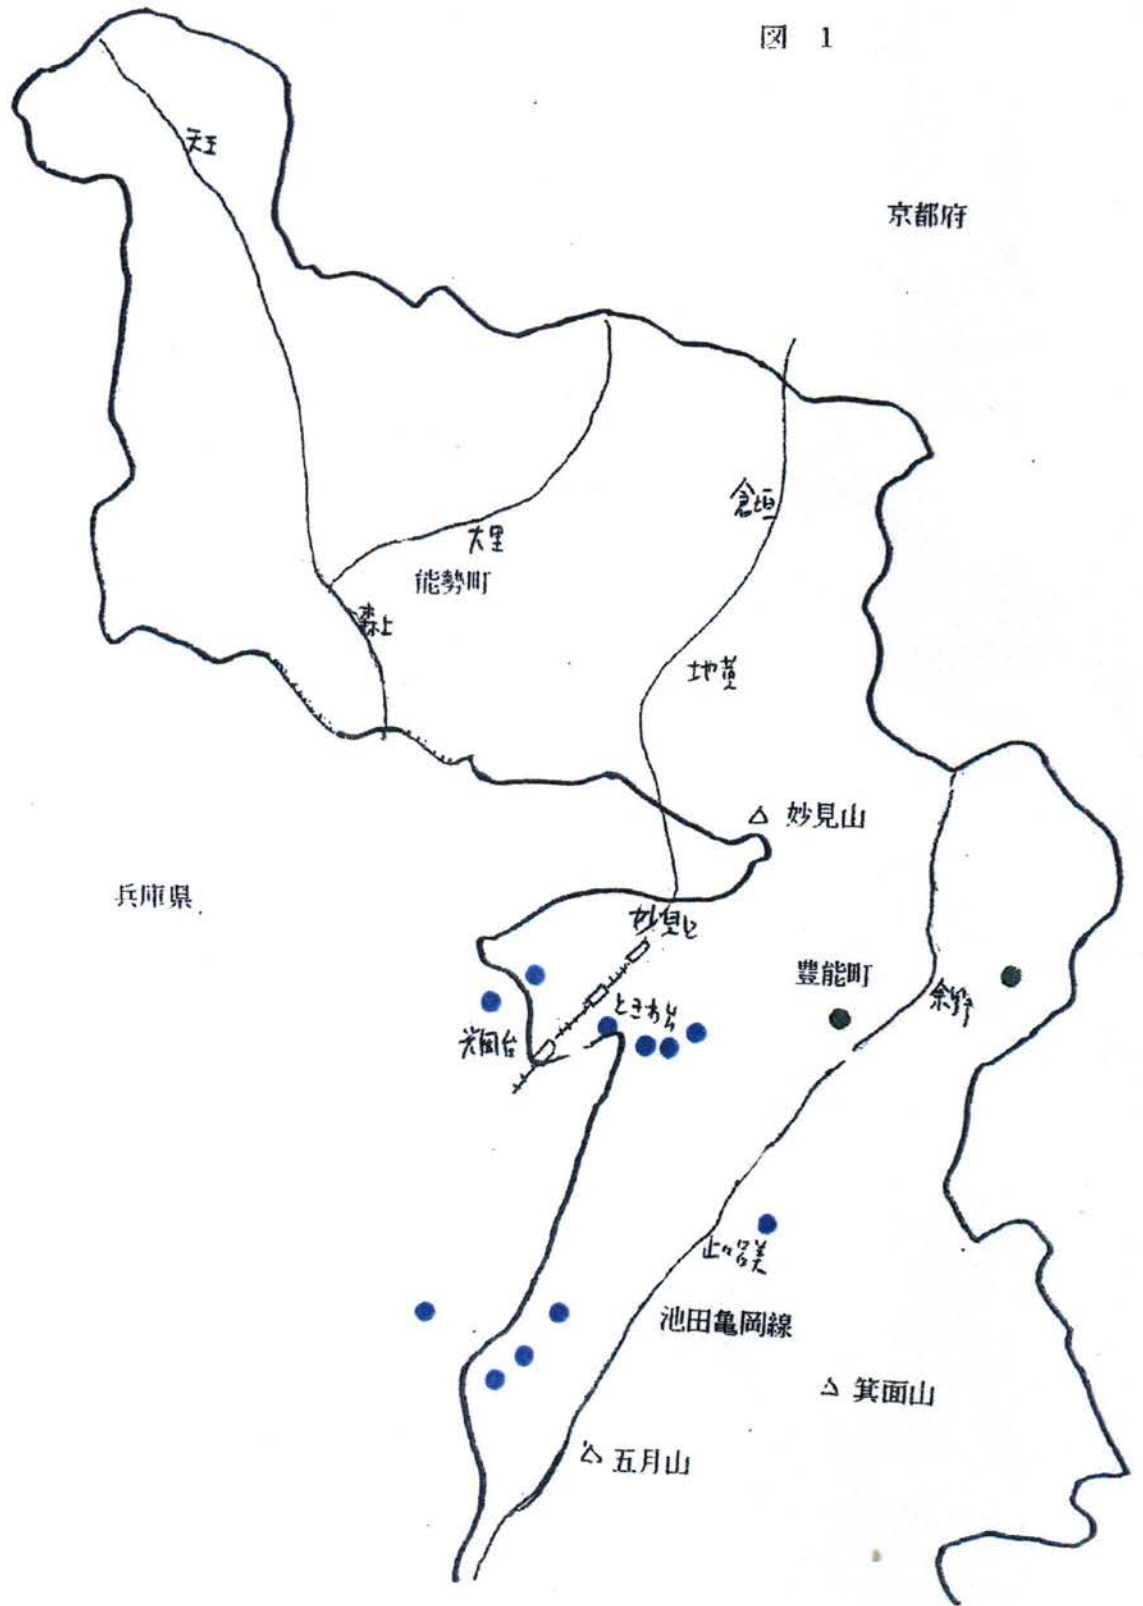 図 1
天王
京都府
倉垣
大里
能勢町
森上
地黄
妙見山
兵庫県
妙見口
豊能町
余野
ときわ台
光風台
止々呂美
池田亀岡線
箕面山
五月山